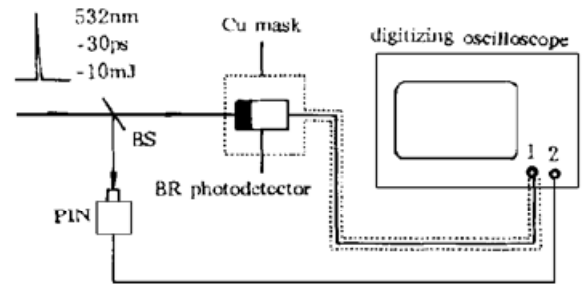 532nm
-30ps
-10mJ
Cu mask
digitizing oscilloscope
BS
1 2
BR photodetector
PIN